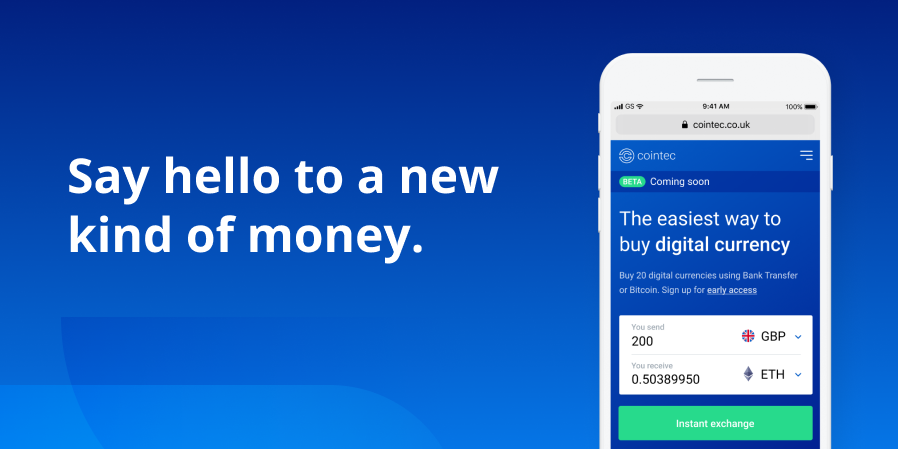 Say hello to a new
kind of money.
GS
9:41 AM
100%
cointec.co.uk
cointec
BETA Coming soon
The easiest way to
buy digital currency
Buy 20 digital currencies using Bank Transfer
or Bitcoin. Sign up for early access
You send
200
GBP
You receive
0.50389950
ETH
Instant exchange